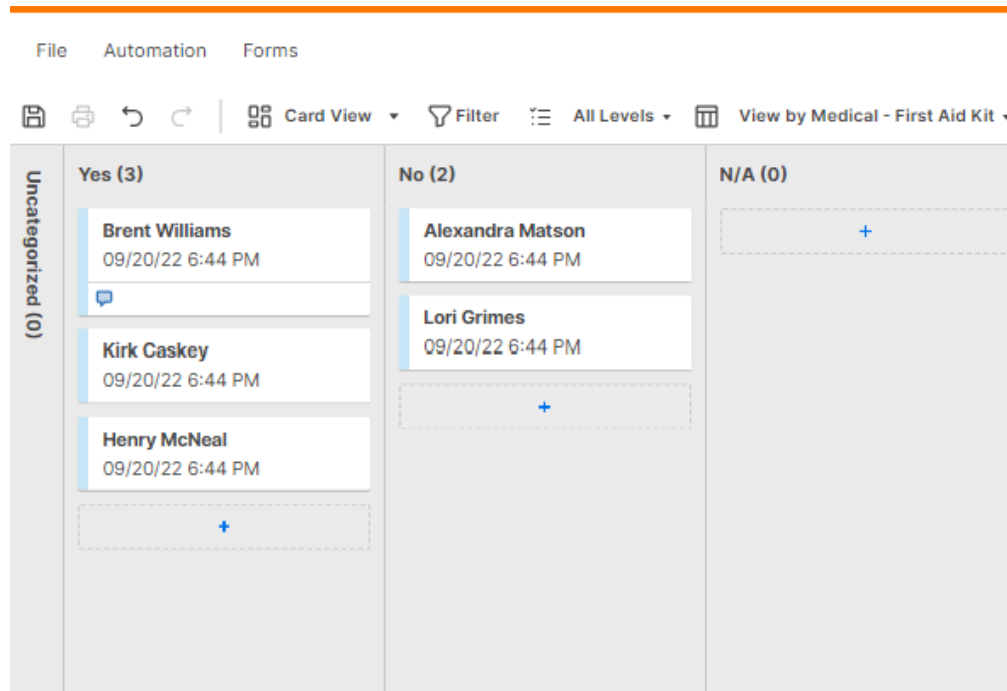 File Automation Forms
Card View Filter All Levels View by Medical - First Aid Kit
Uncategorized (0)
Yes (3)
Brent Williams
09/20/22 6:44 PM
Kirk Caskey
09/20/22 6:44 PM
Henry McNeal
09/20/22 6:44 PM
+
No (2)
Alexandra Matson
09/20/22 6:44 PM
Lori Grimes
09/20/22 6:44 PM
+
N/A (0)
+